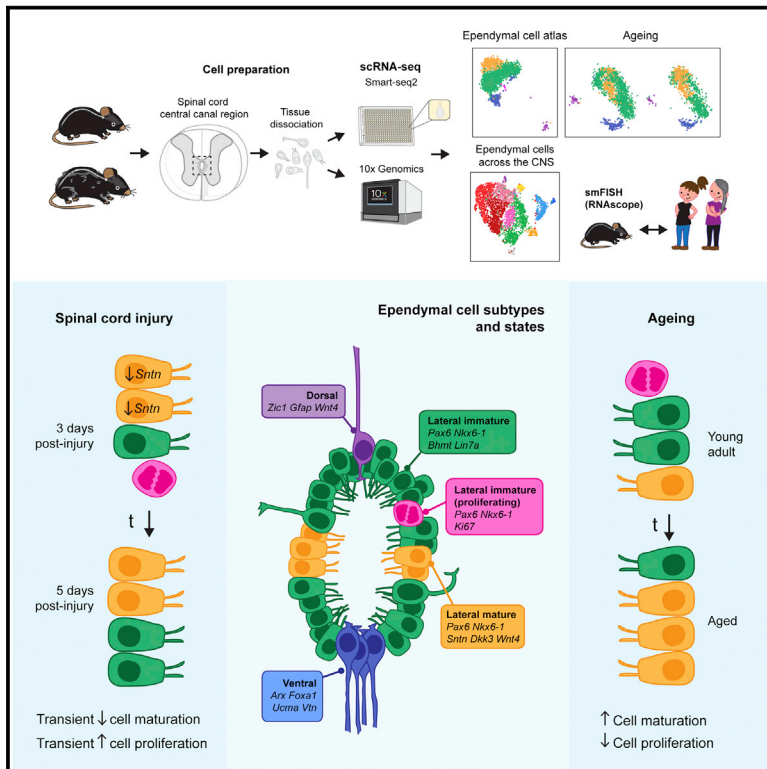 Cell preparation
Spinal cord
central canal region
Tissue
dissociation
scRNA-seq
Smart-seq2
10x Genomics
10x
GENOMICS
Ependymal cell atlas
Ageing
Ependymal cells
across the CNS
smFISH
(RNAscope)
Spinal cord injury
↓Sntn
↓Sntn
3 days
post-injury
t ↓
5 days
post-injury
Transient ↓ cell maturation
Transient ↑ cell proliferation
Ependymal cell subtypes
and states
Dorsal
Zic1 Gfap Wnt4
Lateral immature
Pax6 Nkx6-1
Bhmt Lin7a
Lateral immature
(proliferating)
Pax6 Nkx6-1
Ki67
Lateral mature
Pax6 Nkx6-1
Sntn Dkk3 Wnt4
Ventral
Arx Foxa1
Ucma Vtn
Ageing
Young
adult
t ↓
Aged
↑ Cell maturation
↓ Cell proliferation